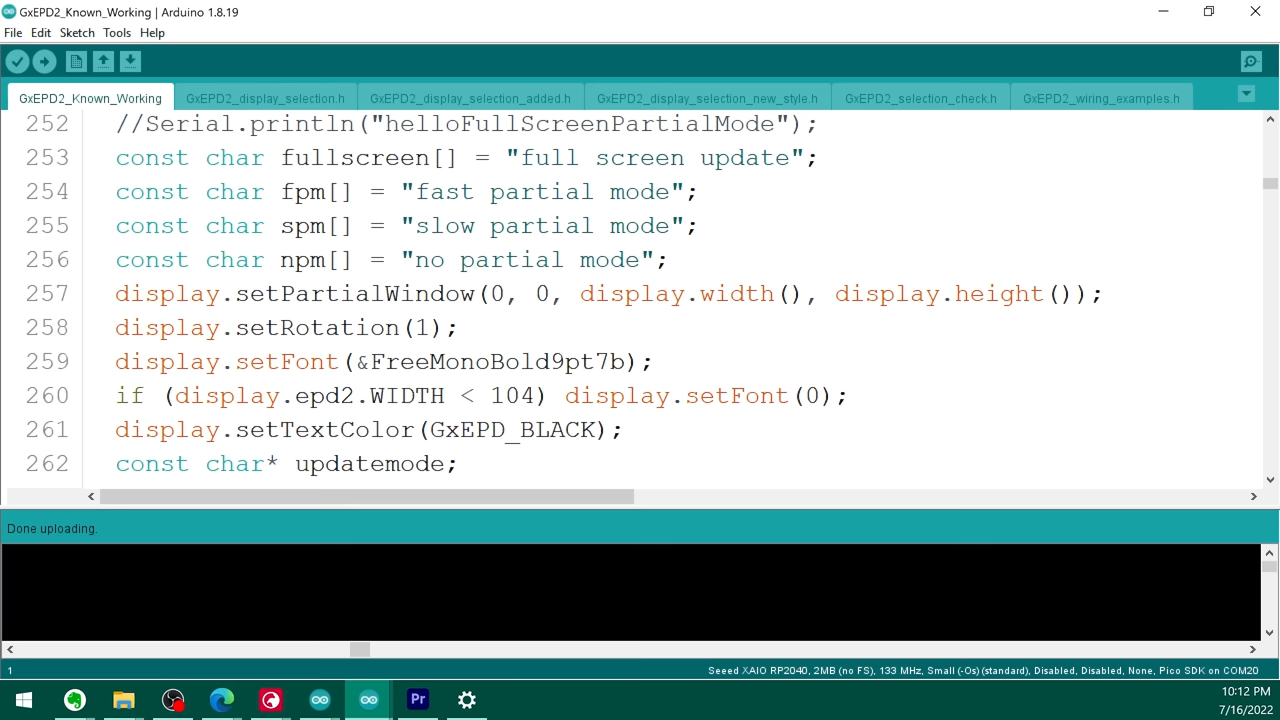 GxEPD2_Known_Working | Arduino 1.8.19
File Edit Sketch Tools Help
GxEPD2_Known_Working GxEPD2_display_selection.h GxEPD2_display_selection_added.h GxEPD2_display_selection_new_style.h GxEPD2_selection_check.h GxEPD2_wiring_examples.h
252 //Serial.println("helloFullScreenPartialMode");
253 const char fullscreen[] = "full screen update";
254 const char fpm[] = "fast partial mode";
255 const char spm[] = "slow partial mode";
256 const char npm[] = "no partial mode";
257 display.setPartialWindow(0, 0, display.width(), display.height());
258 display.setRotation(1);
259 display.setFont(&FreeMonoBold9pt7b);
260 if (display.epd2.WIDTH < 104) display.setFont(0);
261 display.setTextColor(GxEPD_BLACK);
262 const char* updatemode;
Done uploading.
1 Seeed XAIO RP2040, 2MB (no FS), 133 MHz, Small (-Os) (standard), Disabled, Disabled, None, Pico SDK on COM20
Pr
10:12 PM
7/16/2022